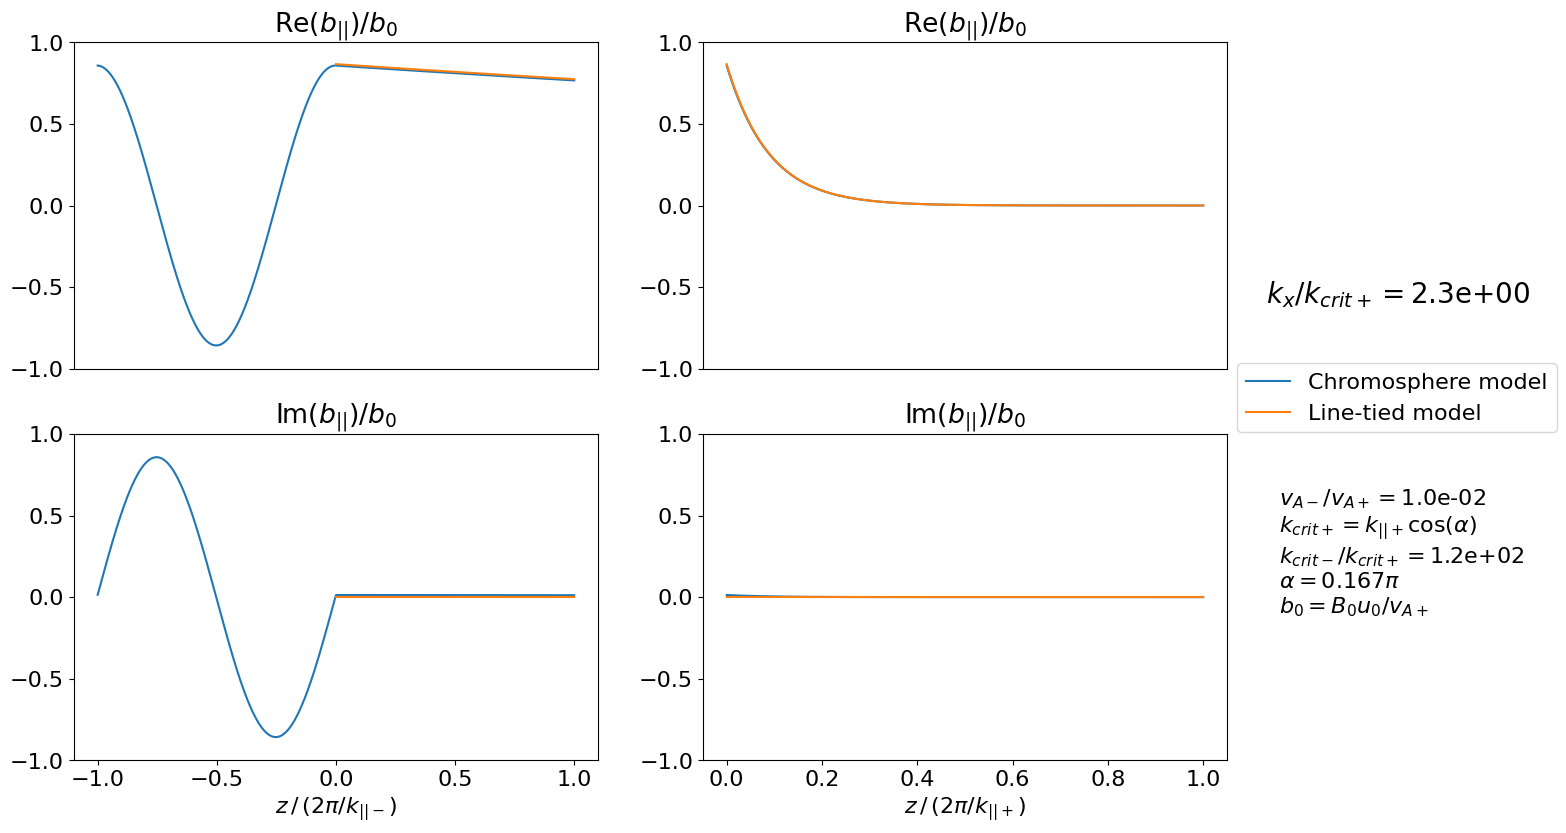 Re(b_{||})/b_0
1.0
0.5
0.0
−0.5
−1.0
Re(b_{||})/b_0
1.0
0.5
0.0
−0.5
−1.0
Im(b_{||})/b_0
1.0
0.5
0.0
−0.5
−1.0
−1.0 −0.5 0.0 0.5 1.0
z / (2π/k_{||−})
Im(b_{||})/b_0
1.0
0.5
0.0
−0.5
−1.0
0.0 0.2 0.4 0.6 0.8 1.0
z / (2π/k_{||+})
k_x/k_{crit+} = 2.3e+00
Chromosphere model
Line-tied model
v_{A−}/v_{A+} = 1.0e-02
k_{crit+} = k_{||+} cos(α)
k_{crit−}/k_{crit+} = 1.2e+02
α = 0.167π
b_0 = B_0u_0/v_{A+}